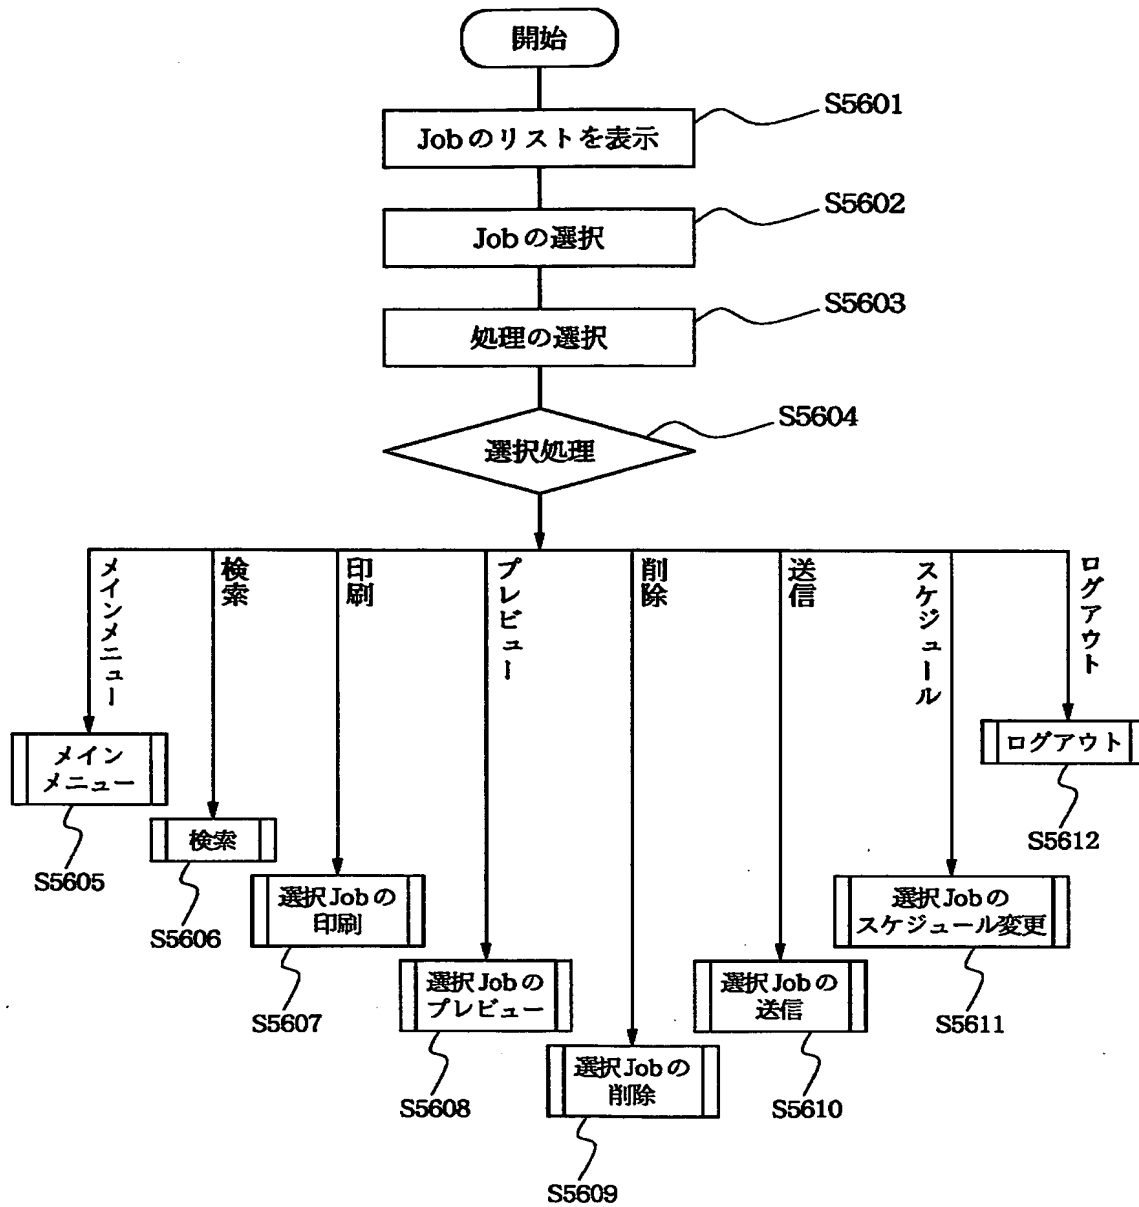 開始
S5601
Jobのリストを表示
S5602
Jobの選択
S5603
処理の選択
S5604
選択処理
メインメニュー
検索
印刷
プレビュー
削除
送信
スケジュール
ログアウト
メイン
メニュー
S5605
検索
S5606
選択Jobの
印刷
S5607
選択Jobの
プレビュー
S5608
選択Jobの
削除
S5609
選択Jobの
送信
S5610
選択Jobの
スケジュール変更
S5611
ログアウト
S5612